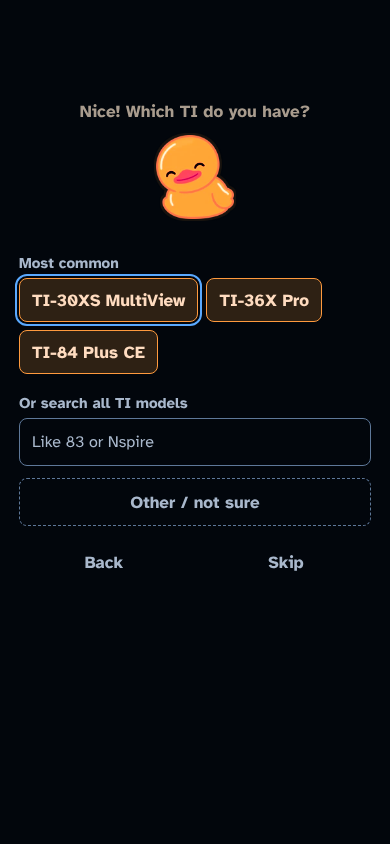 Nice! Which TI do you have?
Most common
TI-30XS MultiView
TI-36X Pro
TI-84 Plus CE
Or search all TI models
Like 83 or Nspire
Other / not sure
Back
Skip